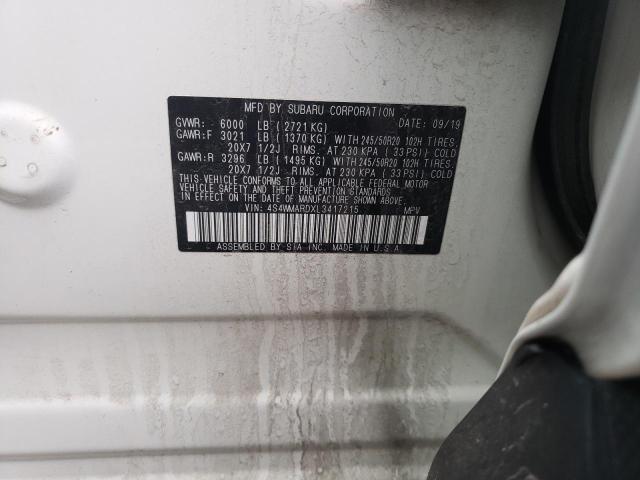 MFD BY SUBARU CORPORATION
GVWR: 6000 LB (2721 KG) DATE: 09/19
GAWR:F 3021 LB (1370 KG) WITH 245/50R20 102H TIRES,
20X7 1/2J RIMS, AT 230 KPA (33 PSI) COLD
GAWR:R 3296 LB (1495 KG) WITH 245/50R20 102H TIRES,
20X7 1/2J RIMS, AT 230 KPA (33 PSI) COLD
THIS VEHICLE CONFORMS TO ALL APPLICABLE FEDERAL MOTOR
VEHICLE SAFETY AND BUMPER STANDARDS
IN EFFECT ON THE DATE OF MANUFACTURE SHOWN ABOVE.
VIN: 4S4WMARDXL3417215 MPV
ASSEMBLED BY SIA INC. MADE IN U.S.A.